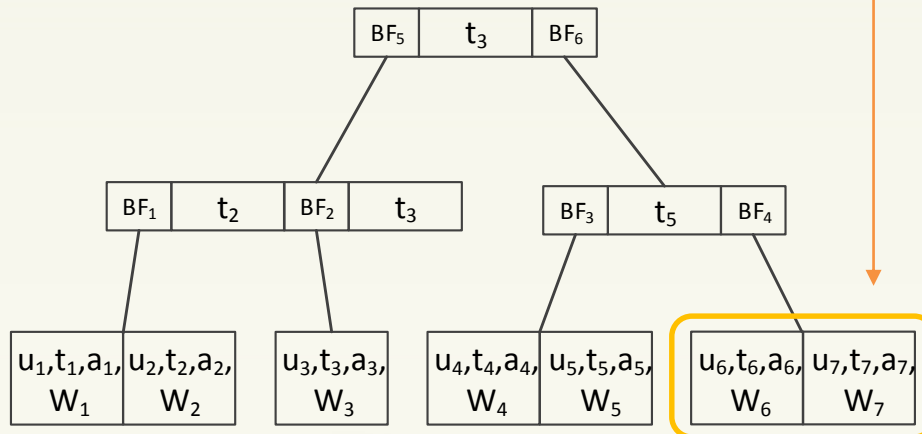 BF₅ t₃ BF₆
BF₁ t₂ BF₂ t₃
BF₃ t₅ BF₄
u₁,t₁,a₁, u₂,t₂,a₂,
W₁ W₂
u₃,t₃,a₃,
W₃
u₄,t₄,a₄, u₅,t₅,a₅,
W₄ W₅
u₆,t₆,a₆, u₇,t₇,a₇,
W₆ W₇